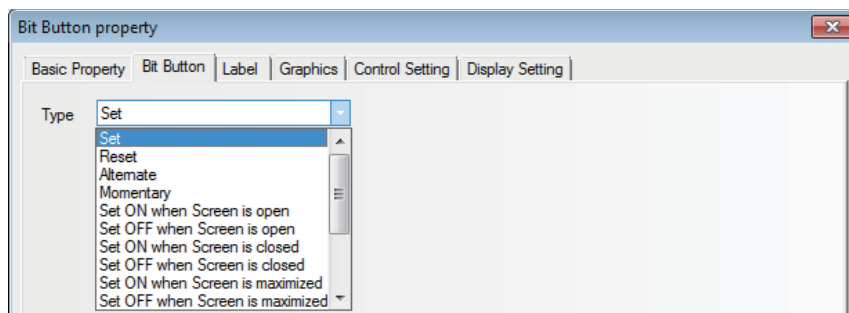 Bit Button property
Basic Property Bit Button Label Graphics Control Setting Display Setting
Type Set
Set
Reset
Alternate
Momentary
Set ON when Screen is open
Set OFF when Screen is open
Set ON when Screen is closed
Set OFF when Screen is closed
Set ON when Screen is maximized
Set OFF when Screen is maximized